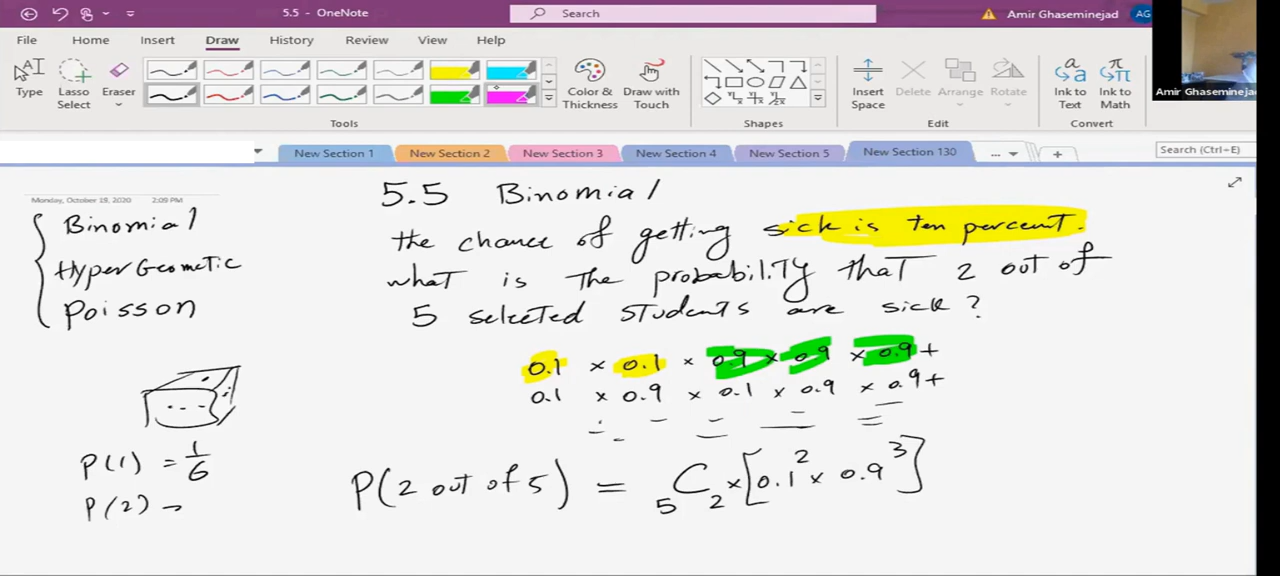 5.5 - OneNote
Search
Amir Ghaseminejad
AG
File Home Insert Draw History Review View Help
Type
Lasso Select
Eraser
Color & Thickness
Draw with Touch
Insert Space
Delete
Arrange
Rotate
Ink to Text
Ink to Math
Amir Ghaseminejad
Tools Shapes Edit Convert
New Section 1 New Section 2 New Section 3 New Section 4 New Section 5 New Section 130 ... Search (Ctrl+E)
Monday, October 19, 2020 2:09 PM
Binomial
HyperGeometic
Poisson
P(1) = 1/6
P(2) →
5.5 Binomial
the chance of getting sick is ten percent.
what is the probability that 2 out of
5 selected students are sick?
0.1 × 0.1 × 0.9 × 0.9 × 0.9 +
0.1 × 0.9 × 0.1 × 0.9 × 0.9 +
P(2 out of 5) = ₅C₂ × [0.1² × 0.9³]